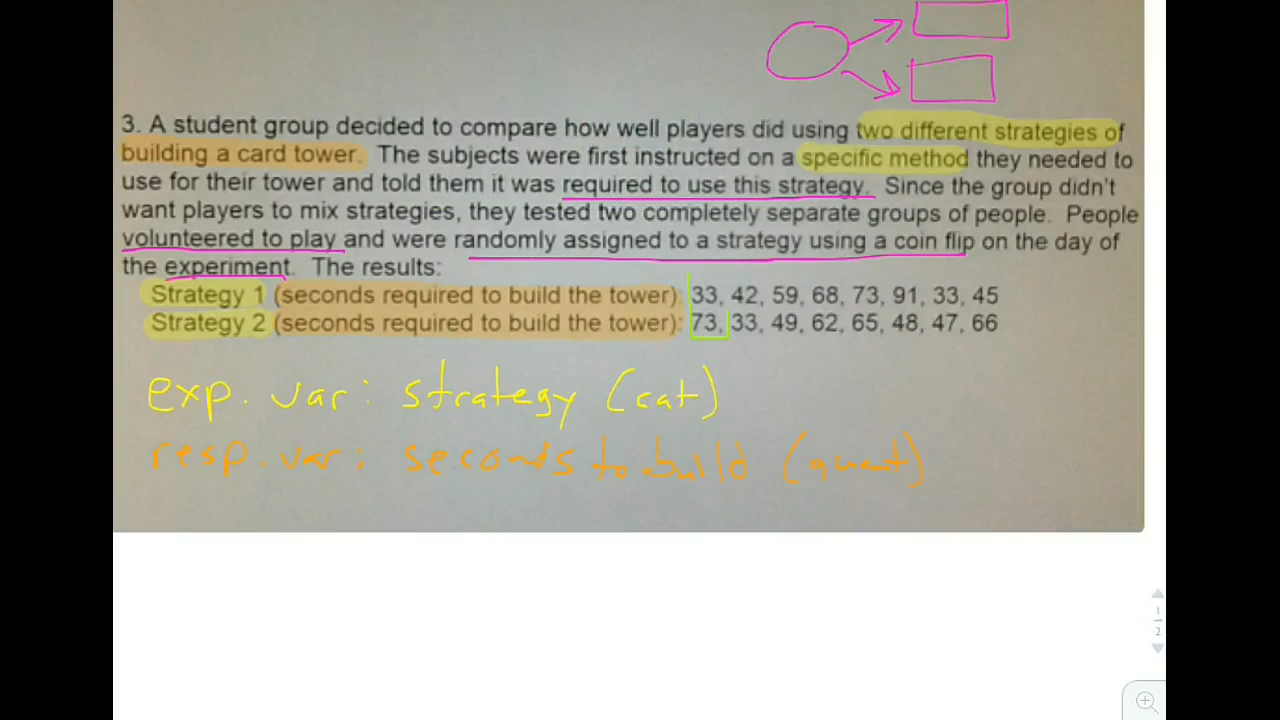 3. A student group decided to compare how well players did using two different strategies of
building a card tower. The subjects were first instructed on a specific method they needed to
use for their tower and told them it was required to use this strategy. Since the group didn't
want players to mix strategies, they tested two completely separate groups of people. People
volunteered to play and were randomly assigned to a strategy using a coin flip on the day of
the experiment. The results:
Strategy 1 (seconds required to build the tower): 33, 42, 59, 68, 73, 91, 33, 45
Strategy 2 (seconds required to build the tower): 73, 33, 49, 62, 65, 48, 47, 66
exp. var: strategy (cat)
resp. var: seconds to build (quant)
1
2